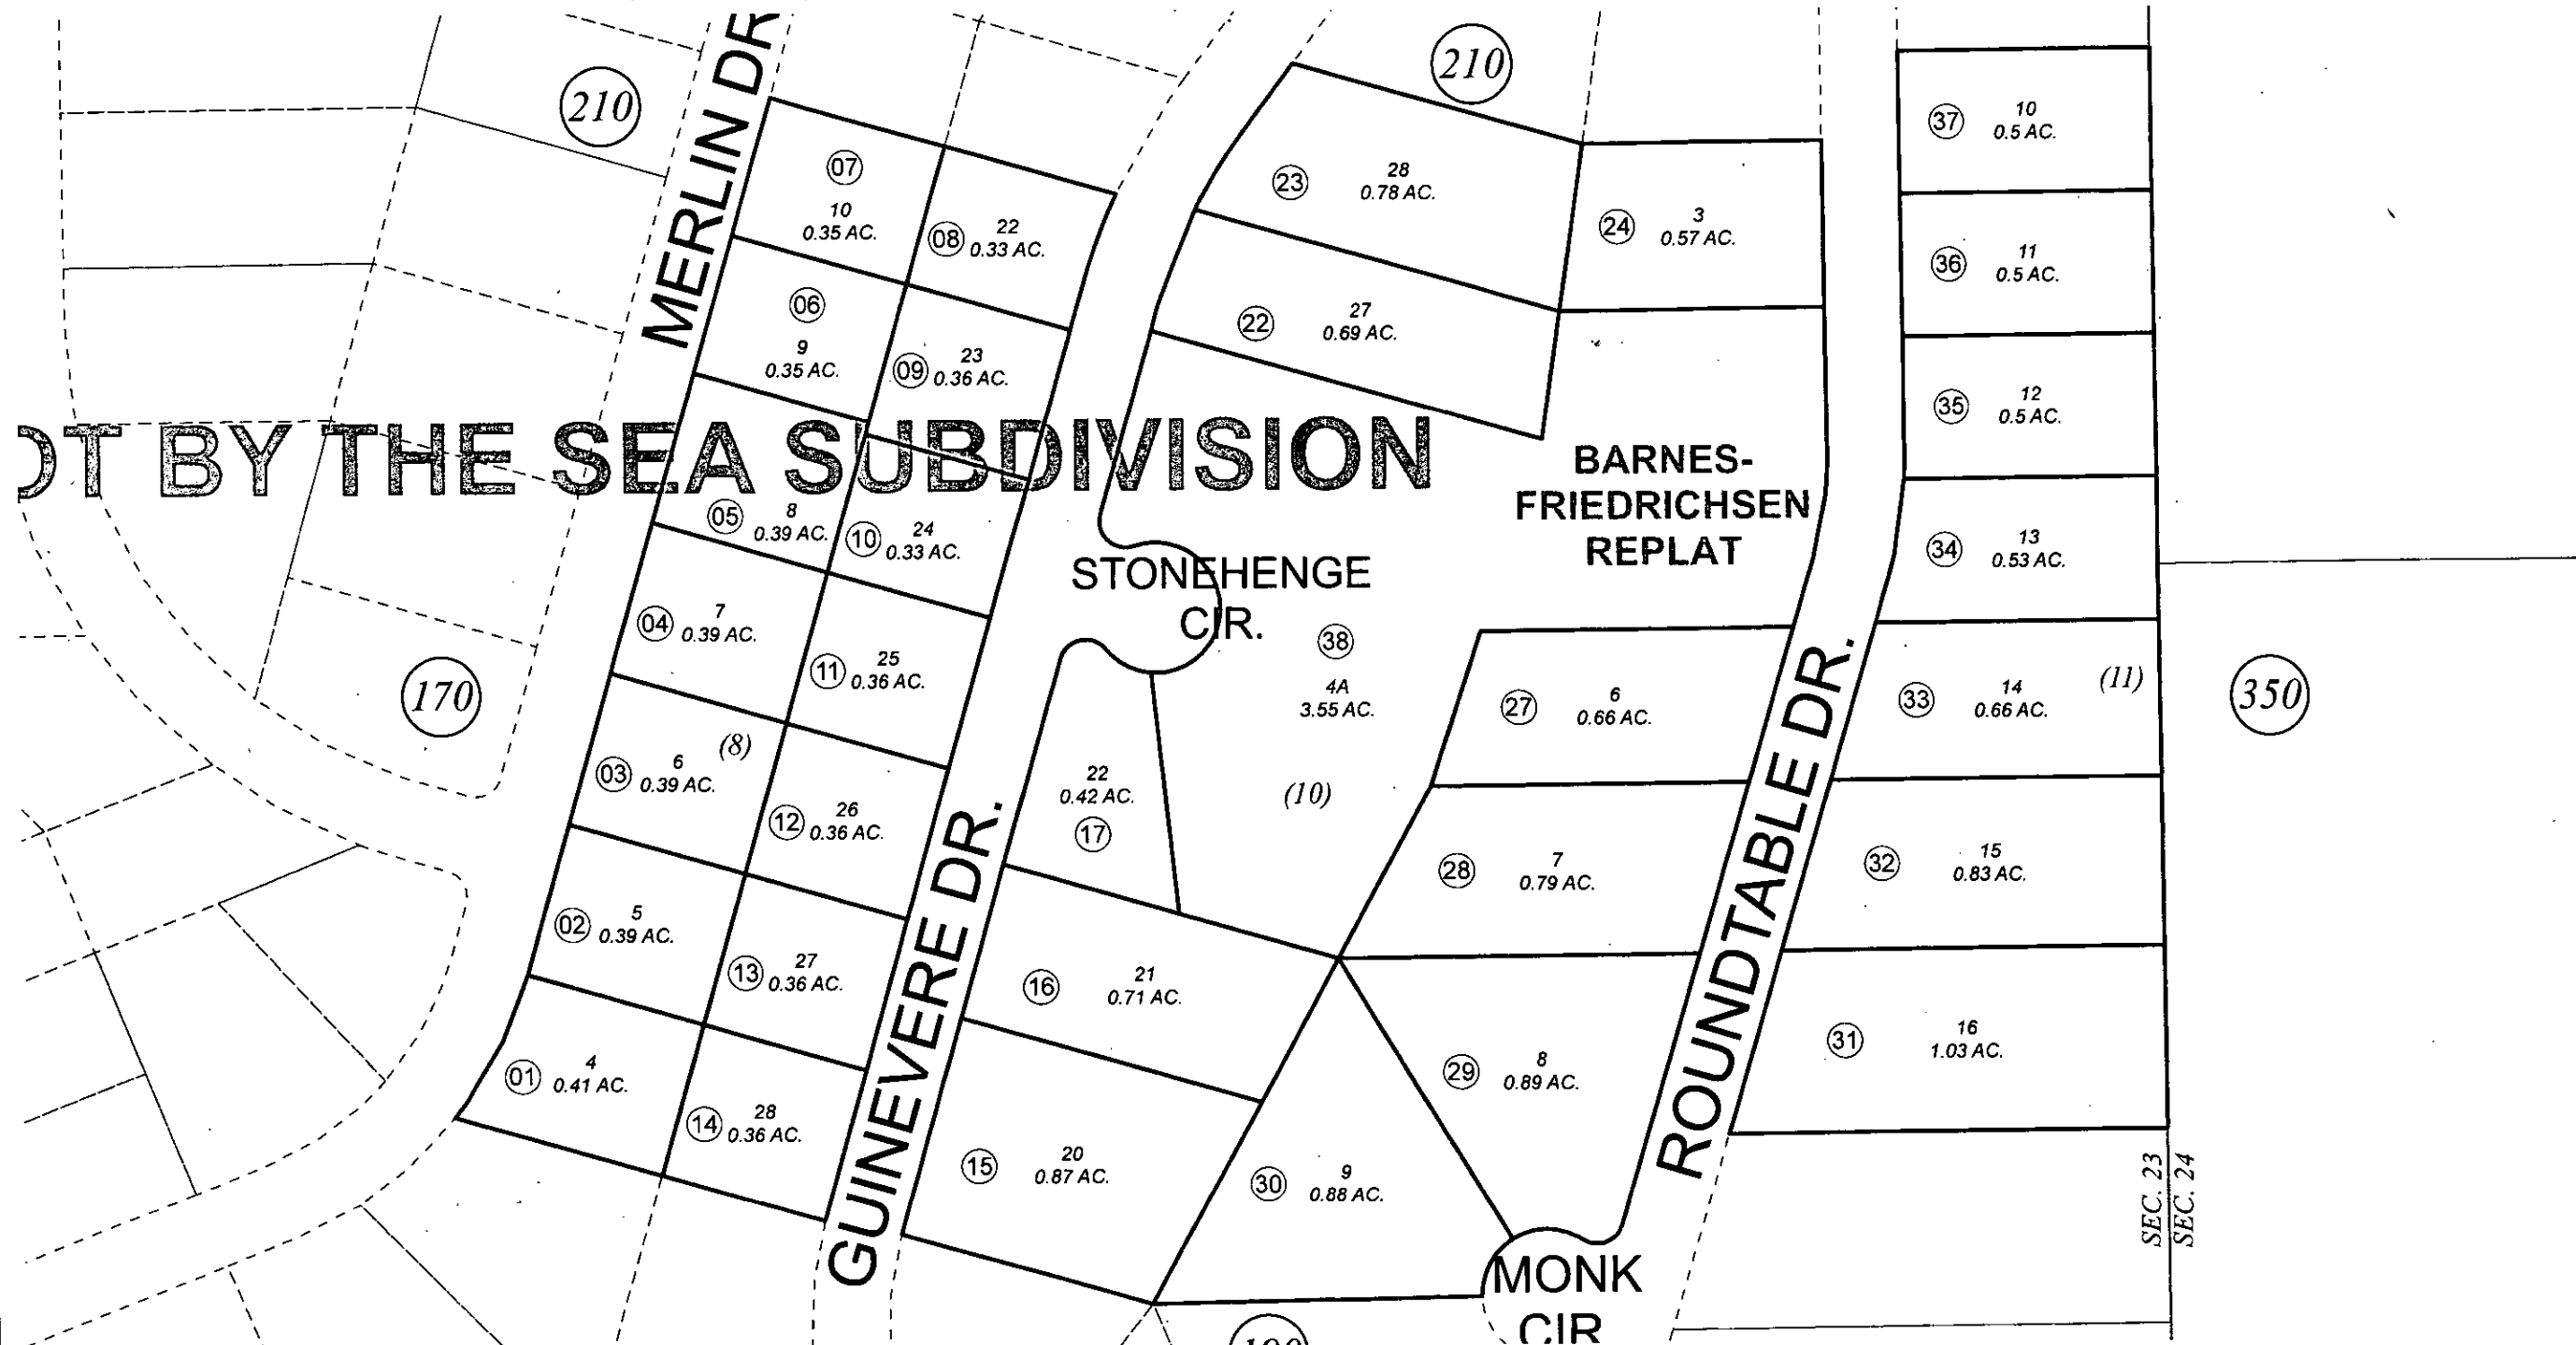 MERLIN DR
210
210
07
10
0.35 AC.
08
22
0.33 AC.
23
28
0.78 AC.
24
3
0.57 AC.
37
10
0.5 AC.
36
11
0.5 AC.
06
9
0.35 AC.
09
23
0.36 AC.
22
27
0.69 AC.
35
12
0.5 AC.
OT BY THE SEA SUBDIVISION
BARNES-
FRIEDRICHSEN
REPLAT
05
8
0.39 AC.
10
24
0.33 AC.
34
13
0.53 AC.
STONEHENGE
CIR.
04
7
0.39 AC.
11
25
0.36 AC.
38
4A
3.55 AC.
27
6
0.66 AC.
33
14
0.66 AC.
(11)
350
170
03
6
0.39 AC.
(8)
12
26
0.36 AC.
22
0.42 AC.
17
(10)
28
7
0.79 AC.
ROUNDTABLE DR.
32
15
0.83 AC.
02
5
0.39 AC.
13
27
0.36 AC.
GUINEVERE DR.
16
21
0.71 AC.
29
8
0.89 AC.
31
16
1.03 AC.
01
4
0.41 AC.
14
28
0.36 AC.
15
20
0.87 AC.
30
9
0.88 AC.
SEC. 23
SEC. 24
MONK
CIR